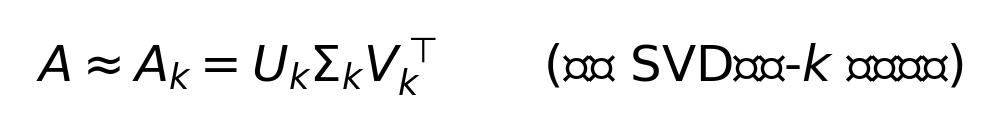 A ≈ A_k = U_k Σ_k V_k^⊤ (¤¤ SVD¤¤-k ¤¤¤¤)